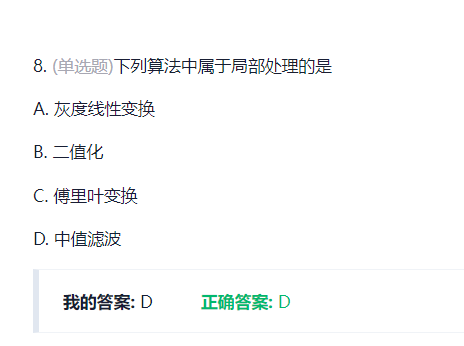 8. (单选题)下列算法中属于局部处理的是
A. 灰度线性变换
B. 二值化
C. 傅里叶变换
D. 中值滤波
我的答案: D 正确答案: D